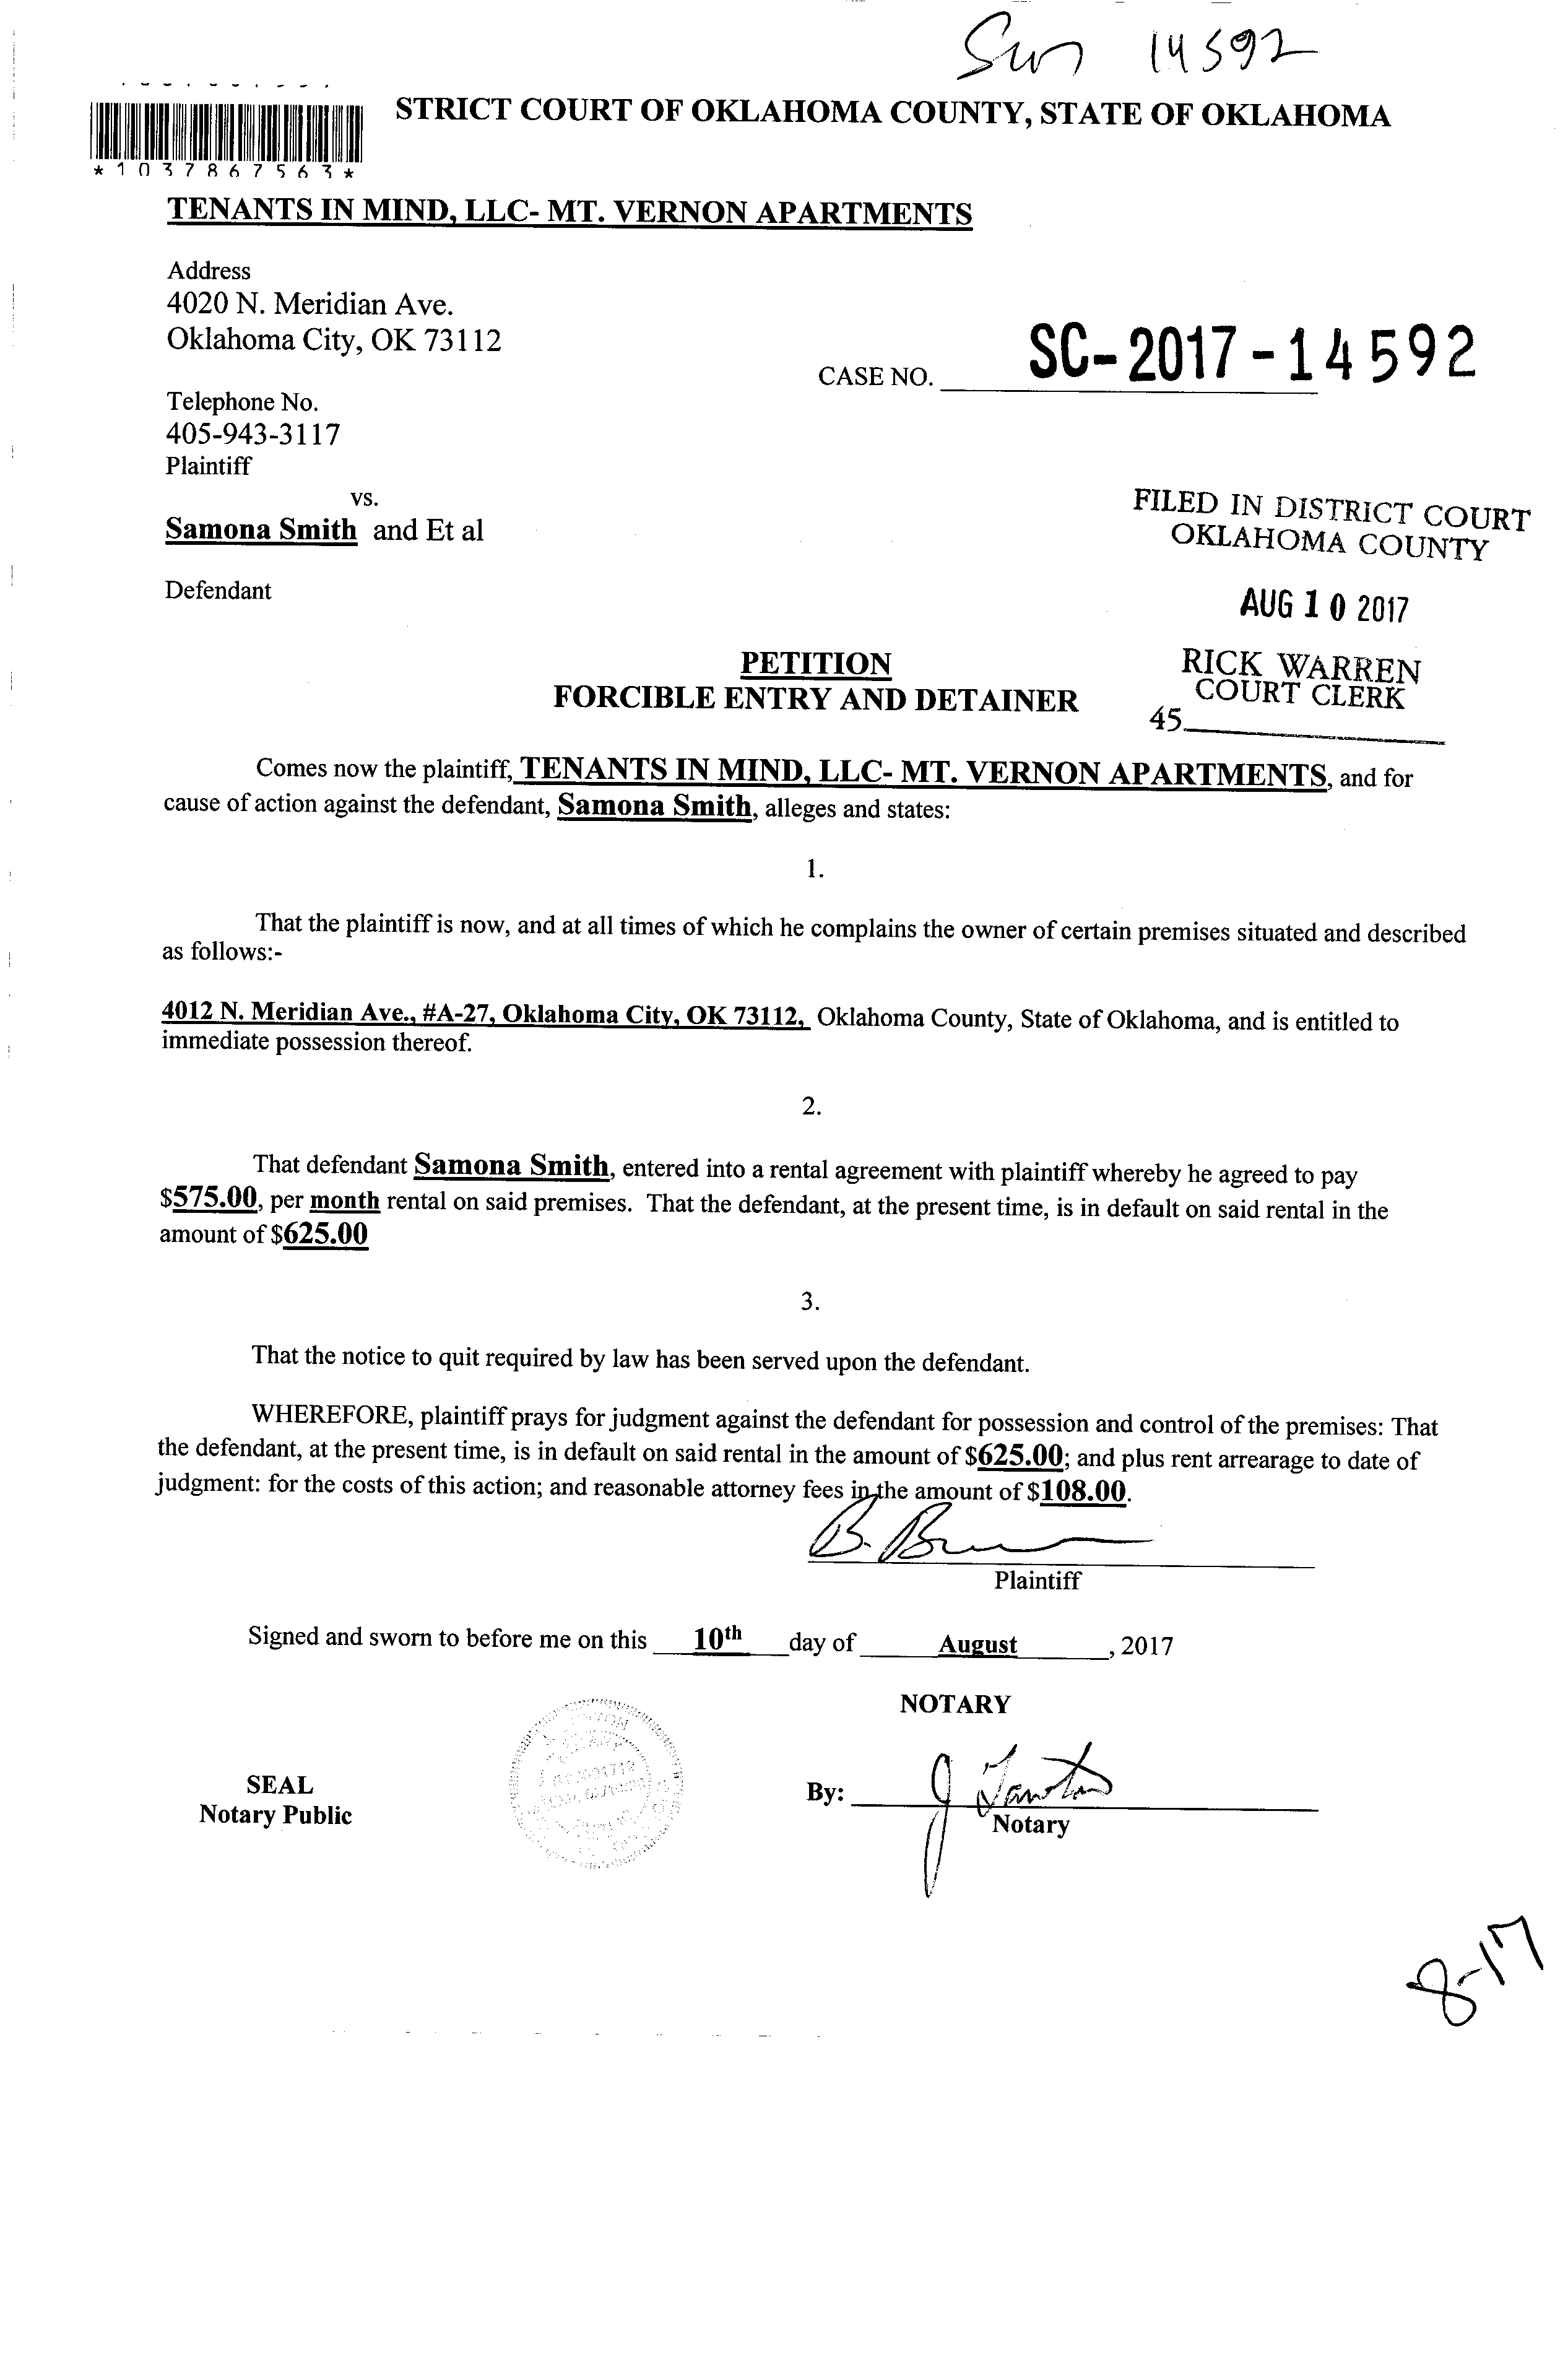 14592
STRICT COURT OF OKLAHOMA COUNTY, STATE OF OKLAHOMA
*1037867563*
TENANTS IN MIND, LLC- MT. VERNON APARTMENTS
Address
4020 N. Meridian Ave.
Oklahoma City, OK 73112
CASE NO. SC-2017-14592
Telephone No.
405-943-3117
Plaintiff
vs.
Samona Smith and Et al
Defendant
FILED IN DISTRICT COURT
OKLAHOMA COUNTY
AUG 10 2017
RICK WARREN
COURT CLERK
45
PETITION
FORCIBLE ENTRY AND DETAINER
Comes now the plaintiff, TENANTS IN MIND, LLC- MT. VERNON APARTMENTS, and for
cause of action against the defendant, Samona Smith, alleges and states:
1.
That the plaintiff is now, and at all times of which he complains the owner of certain premises situated and described
as follows:-
4012 N. Meridian Ave., #A-27, Oklahoma City, OK 73112, Oklahoma County, State of Oklahoma, and is entitled to
immediate possession thereof.
2.
That defendant Samona Smith, entered into a rental agreement with plaintiff whereby he agreed to pay
$575.00, per month rental on said premises. That the defendant, at the present time, is in default on said rental in the
amount of $625.00
3.
That the notice to quit required by law has been served upon the defendant.
WHEREFORE, plaintiff prays for judgment against the defendant for possession and control of the premises: That
the defendant, at the present time, is in default on said rental in the amount of $625.00; and plus rent arrearage to date of
judgment: for the costs of this action; and reasonable attorney fees in the amount of $108.00.
Plaintiff
Signed and sworn to before me on this 10th day of August, 2017
NOTARY
SEAL
Notary Public
By:
Notary
8-17